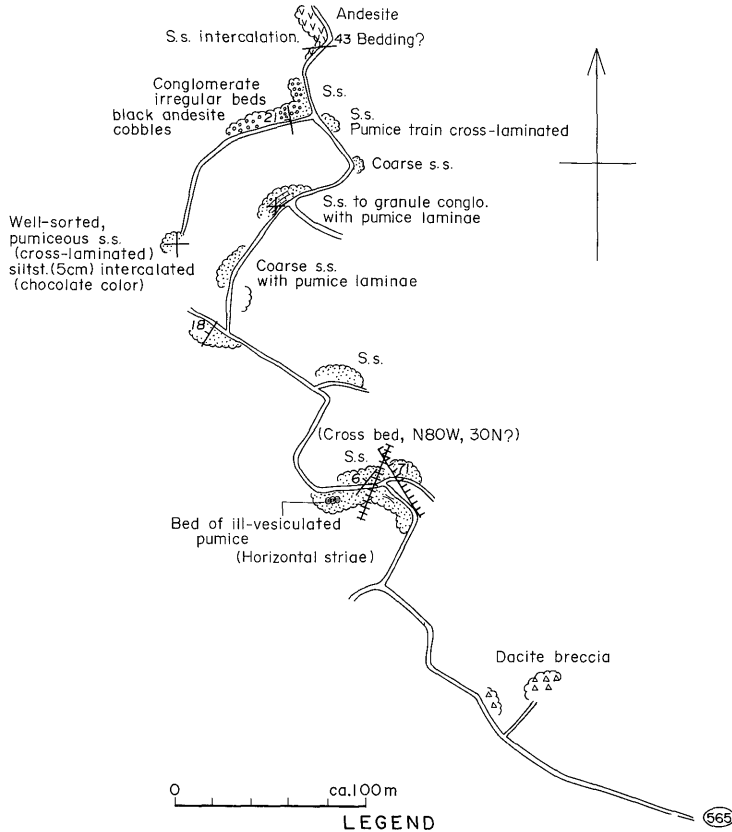 Andesite
S.s. intercalation.
43 Bedding?
Conglomerate
irregular beds
black andesite
cobbles
21
S.s.
S.s.
Pumice train cross-laminated
Coarse s.s.
S.s. to granule conglo.
with pumice laminae
Well-sorted,
pumiceous s.s.
(cross-laminated)
siltst.(5cm) intercalated
(chocolate color)
Coarse s.s.
with pumice laminae
18
S.s.
(Cross bed, N80W, 30N?)
S.s.
6
71
Bed of ill-vesiculated
pumice
(Horizontal striae)
Dacite breccia
0 ca.100m
LEGEND
565